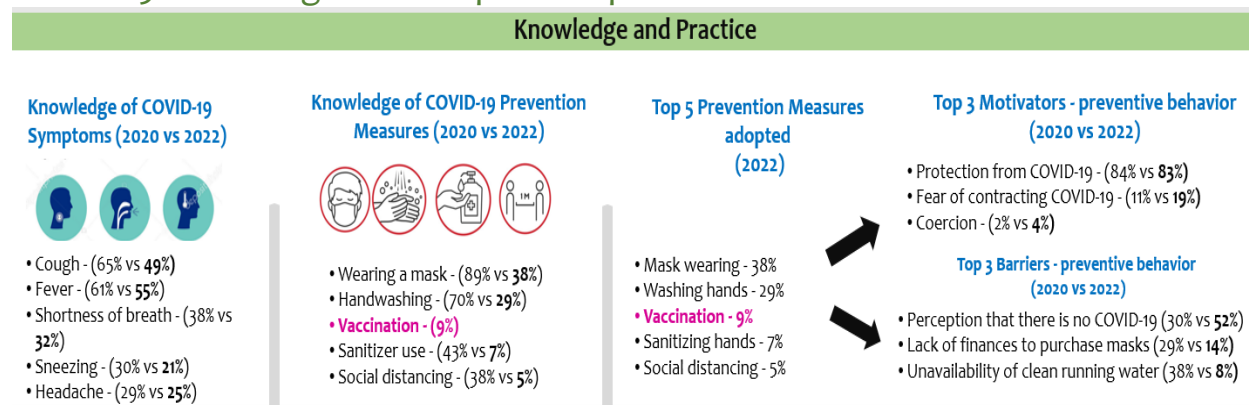 Knowledge and Practice
Knowledge of COVID-19
Symptoms (2020 vs 2022)
• Cough - (65% vs 49%)
• Fever - (61% vs 55%)
• Shortness of breath - (38% vs
32%)
• Sneezing - (30% vs 21%)
• Headache - (29% vs 25%)
Knowledge of COVID-19 Prevention
Measures (2020 vs 2022)
1M
• Wearing a mask - (89% vs 38%)
• Handwashing - (70% vs 29%)
• Vaccination - (9%)
• Sanitizer use - (43% vs 7%)
• Social distancing - (38% vs 5%)
Top 5 Prevention Measures
adopted
(2022)
• Mask wearing - 38%
• Washing hands - 29%
• Vaccination - 9%
• Sanitizing hands - 7%
• Social distancing - 5%
Top 3 Motivators - preventive behavior
(2020 vs 2022)
• Protection from COVID-19 - (84% vs 83%)
• Fear of contracting COVID-19 - (11% vs 19%)
• Coercion - (2% vs 4%)
Top 3 Barriers - preventive behavior
(2020 vs 2022)
• Perception that there is no COVID-19 (30% vs 52%)
• Lack of finances to purchase masks (29% vs 14%)
• Unavailability of clean running water (38% vs 8%)